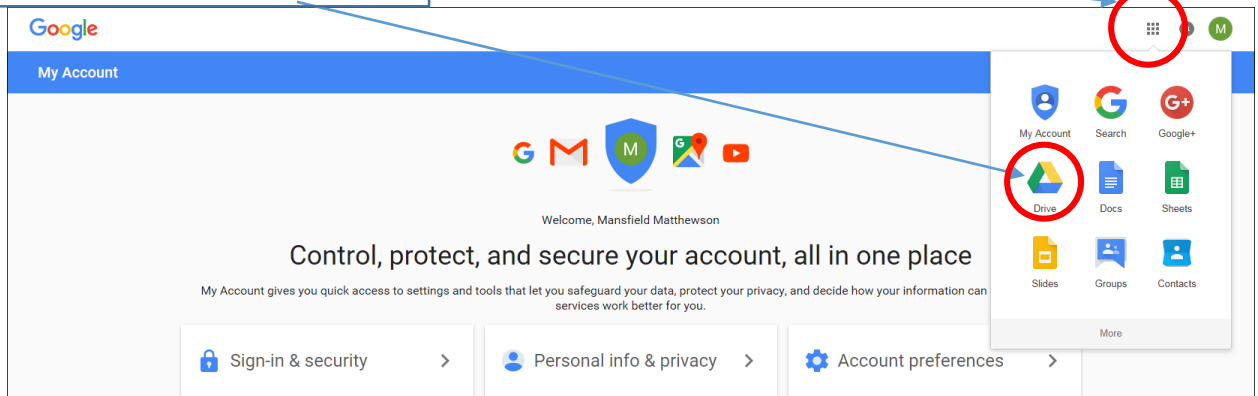 Google
M
My Account
My Account
Search
Google+
G+
M
G
Drive
Docs
Sheets
Welcome, Mansfield Matthewson
Control, protect, and secure your account, all in one place
My Account gives you quick access to settings and tools that let you safeguard your data, protect your privacy, and decide how your information can
services work better for you.
Slides
Groups
Contacts
More
Sign-in & security
Personal info & privacy
Account preferences